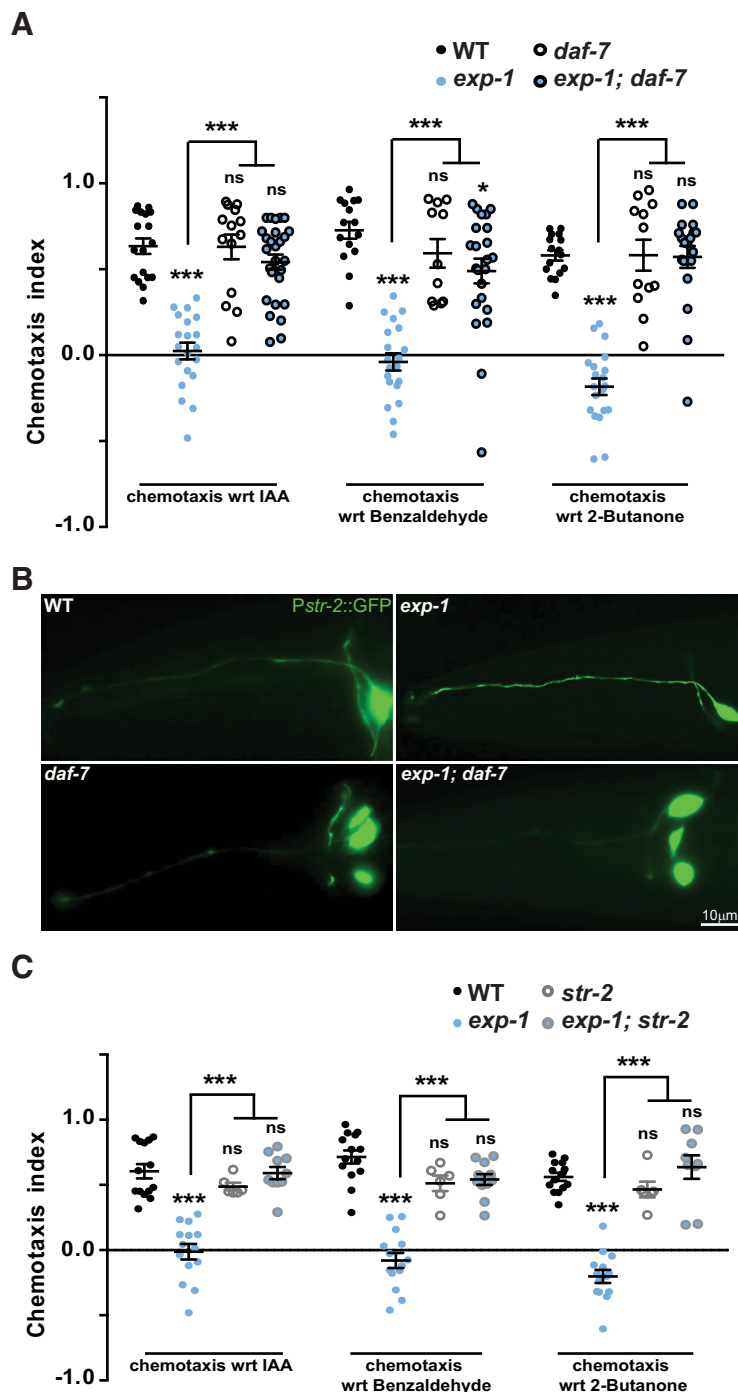 A
WT daf-7
exp-1 exp-1; daf-7
Chemotaxis index
1.0
0.0
-1.0
*** *** ***
ns ns ns * ns ns
*** *** ***
chemotaxis wrt IAA
chemotaxis
wrt Benzaldehyde
chemotaxis
wrt 2-Butanone
B
WT Pstr-2::GFP exp-1
daf-7 exp-1; daf-7
10µm
C
WT str-2
exp-1 exp-1; str-2
Chemotaxis index
1.0
0.0
-1.0
*** *** ***
ns ns ns ns ns ns
*** *** ***
chemotaxis wrt IAA
chemotaxis
wrt Benzaldehyde
chemotaxis
wrt 2-Butanone